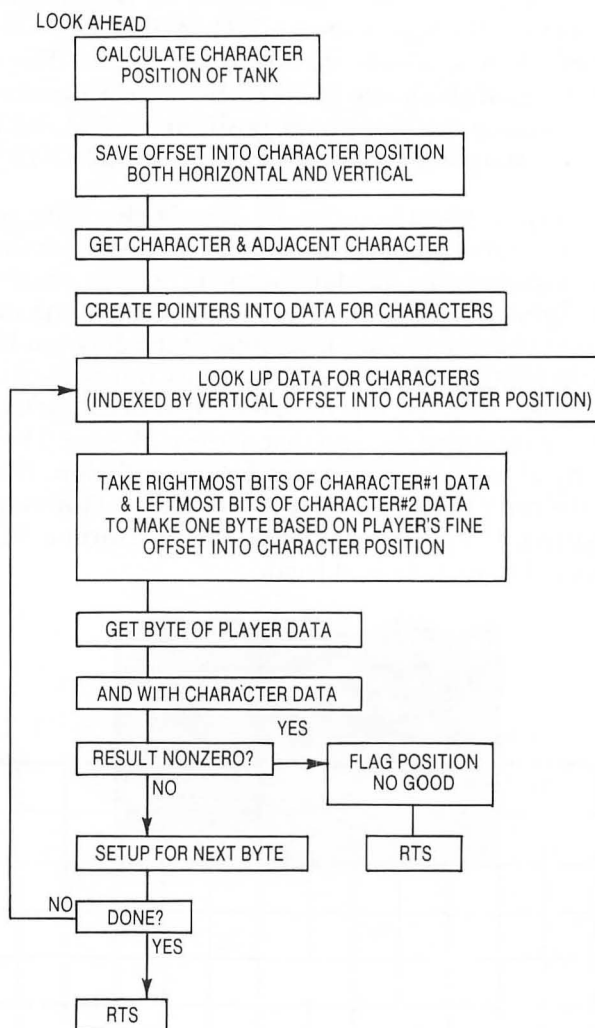 LOOK AHEAD
CALCULATE CHARACTER
POSITION OF TANK
SAVE OFFSET INTO CHARACTER POSITION
BOTH HORIZONTAL AND VERTICAL
GET CHARACTER & ADJACENT CHARACTER
CREATE POINTERS INTO DATA FOR CHARACTERS
LOOK UP DATA FOR CHARACTERS
(INDEXED BY VERTICAL OFFSET INTO CHARACTER POSITION)
TAKE RIGHTMOST BITS OF CHARACTER#1 DATA
& LEFTMOST BITS OF CHARACTER#2 DATA
TO MAKE ONE BYTE BASED ON PLAYER'S FINE
OFFSET INTO CHARACTER POSITION
GET BYTE OF PLAYER DATA
AND WITH CHARACTER DATA
YES
RESULT NONZERO?
FLAG POSITION
NO GOOD
NO
SETUP FOR NEXT BYTE
RTS
NO
DONE?
YES
RTS